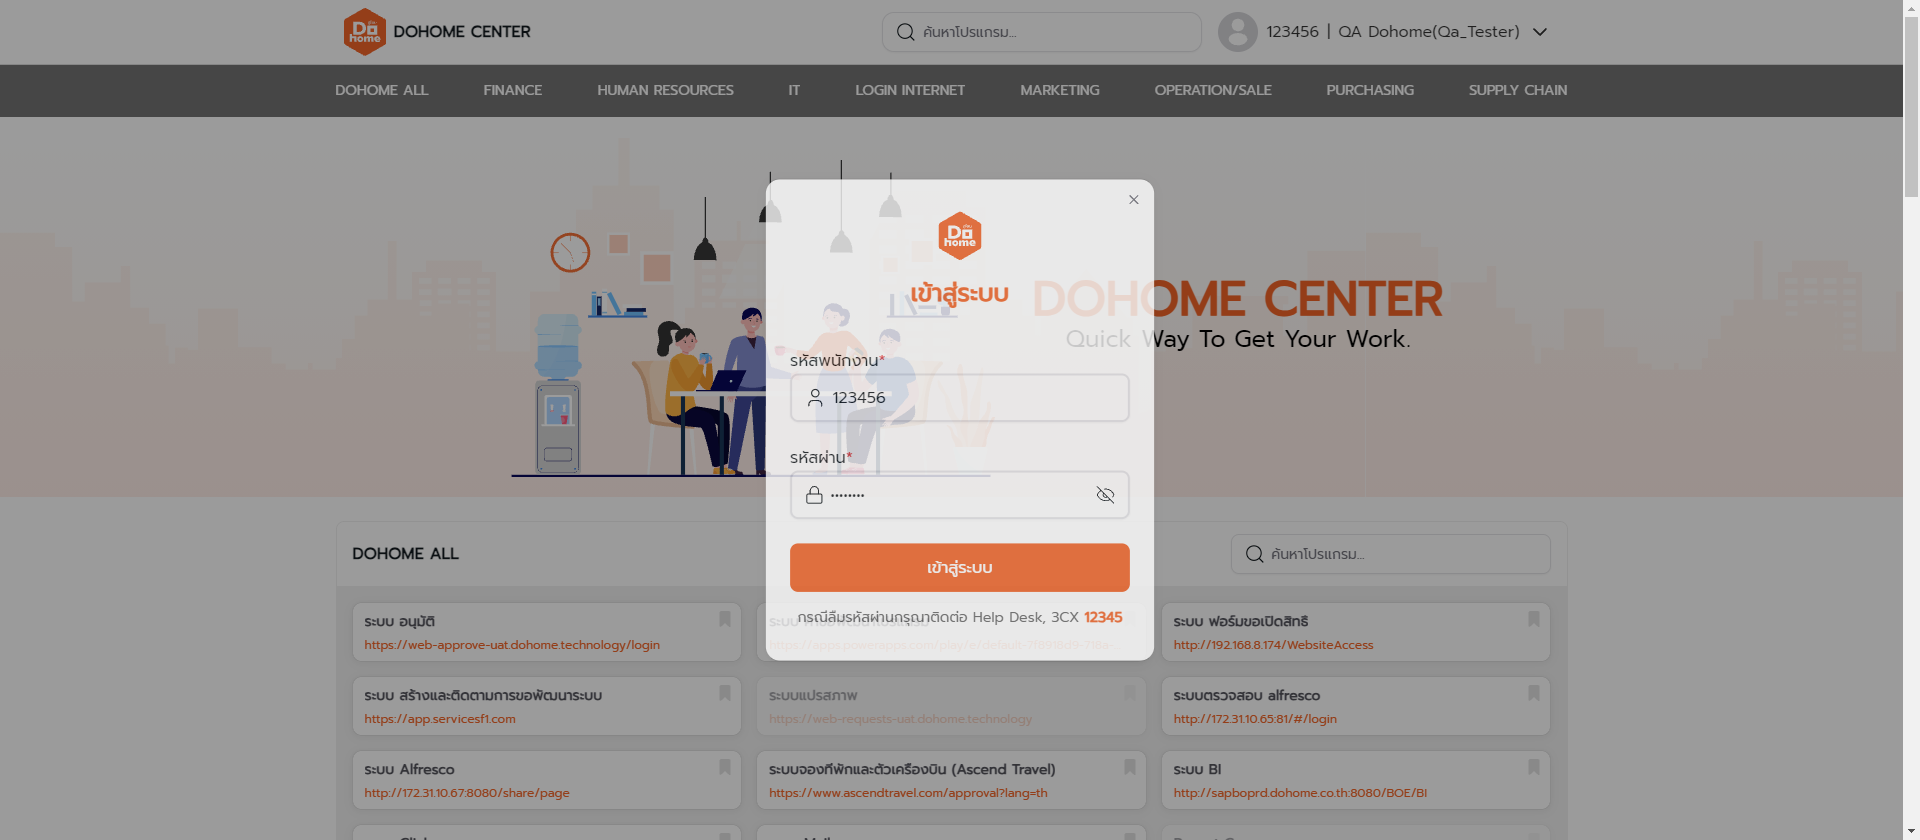 Do home DOHOME CENTER
ค้นหาโปรแกรม...
123456 | QA Dohome(Qa_Tester)
DOHOME ALL FINANCE HUMAN RESOURCES IT LOGIN INTERNET MARKETING OPERATION/SALE PURCHASING SUPPLY CHAIN
DOHOME CENTER
Quick Way To Get Your Work.
Do home
เข้าสู่ระบบ
รหัสพนักงาน*
123456
รหัสผ่าน*
••••••••
เข้าสู่ระบบ
กรณีลืมรหัสผ่านกรุณาติดต่อ Help Desk, 3CX 12345
DOHOME ALL
ค้นหาโปรแกรม...
ระบบ อนุมัติ
https://web-approve-uat.dohome.technology/login
ระบบ ฟอร์มขอเปิดสิทธิ์
http://192.168.8.174/WebsiteAccess
ระบบ สร้างและติดตามการขอพัฒนาระบบ
https://app.servicesf1.com
ระบบแปรสภาพ
https://web-requests-uat.dohome.technology
ระบบตรวจสอบ alfresco
http://172.31.10.65:81/#/login
ระบบ Alfresco
http://172.31.10.67:8080/share/page
ระบบจองที่พักและตั๋วเครื่องบิน (Ascend Travel)
https://www.ascendtravel.com/approval?lang=th
ระบบ BI
http://sapboprd.dohome.co.th:8080/BOE/BI